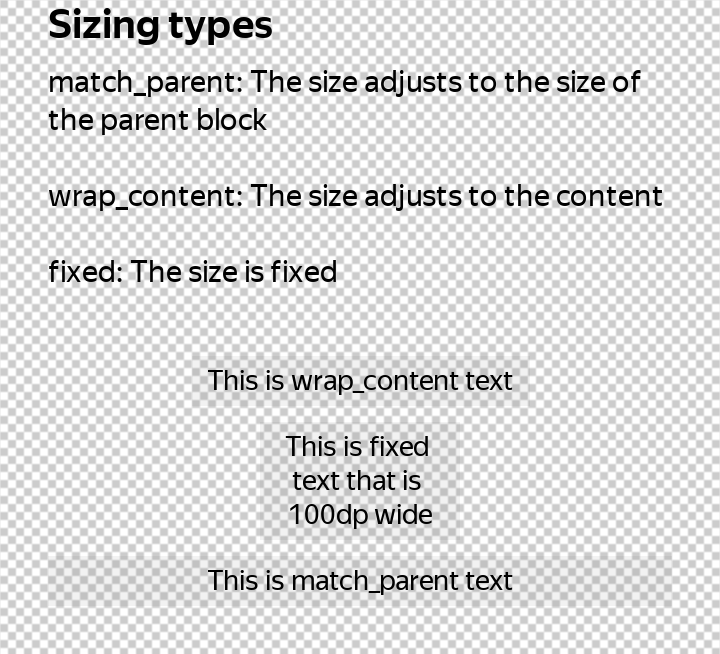 Sizing types
match_parent: The size adjusts to the size of
the parent block
wrap_content: The size adjusts to the content
fixed: The size is fixed
This is wrap_content text
This is fixed
text that is
100dp wide
This is match_parent text